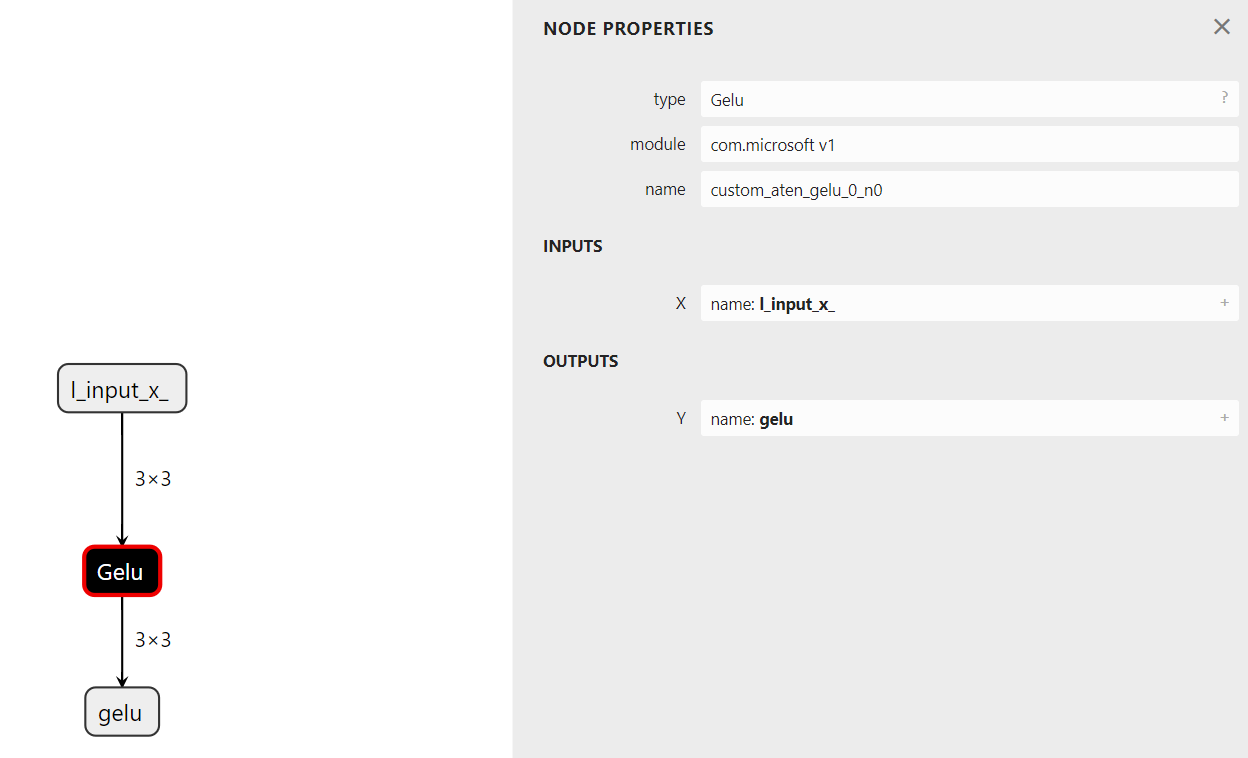 l_input_x_
3×3
Gelu
3×3
gelu
NODE PROPERTIES
type Gelu ?
module com.microsoft v1
name custom_aten_gelu_0_n0
INPUTS
X name: l_input_x_ +
OUTPUTS
Y name: gelu +